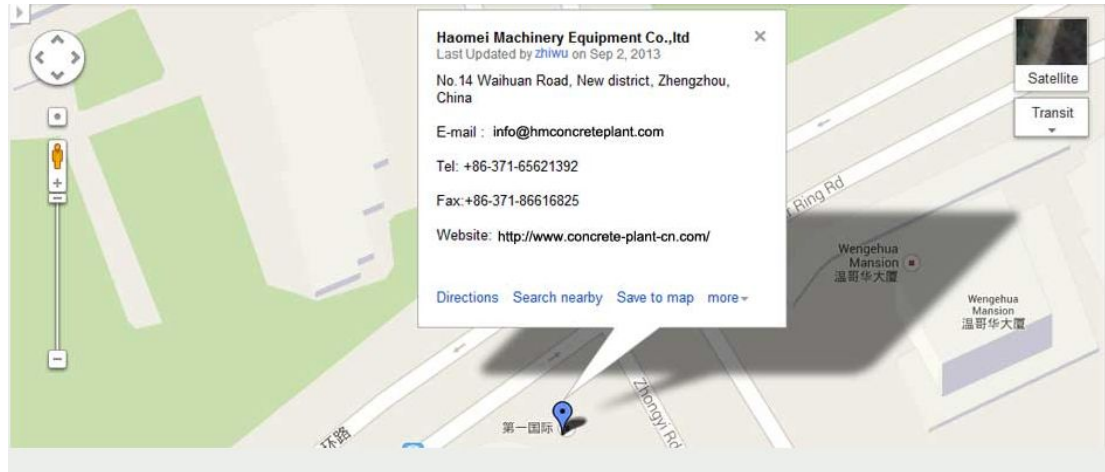 Haomei Machinery Equipment Co.,ltd
Last Updated by zhiwu on Sep 2, 2013
No.14 Waihuan Road, New district, Zhengzhou,
China
E-mail : info@hmconcreteplant.com
Tel: +86-371-65621392
Fax:+86-371-86616825
Website: http://www.concrete-plant-cn.com/
Directions Search nearby Save to map more
Satellite
Transit
Ring Rd
Wengehua
Mansion
温哥华大厦
Wengehua
Mansion
温哥华大厦
Zhongyi Rd
第一国际
环路